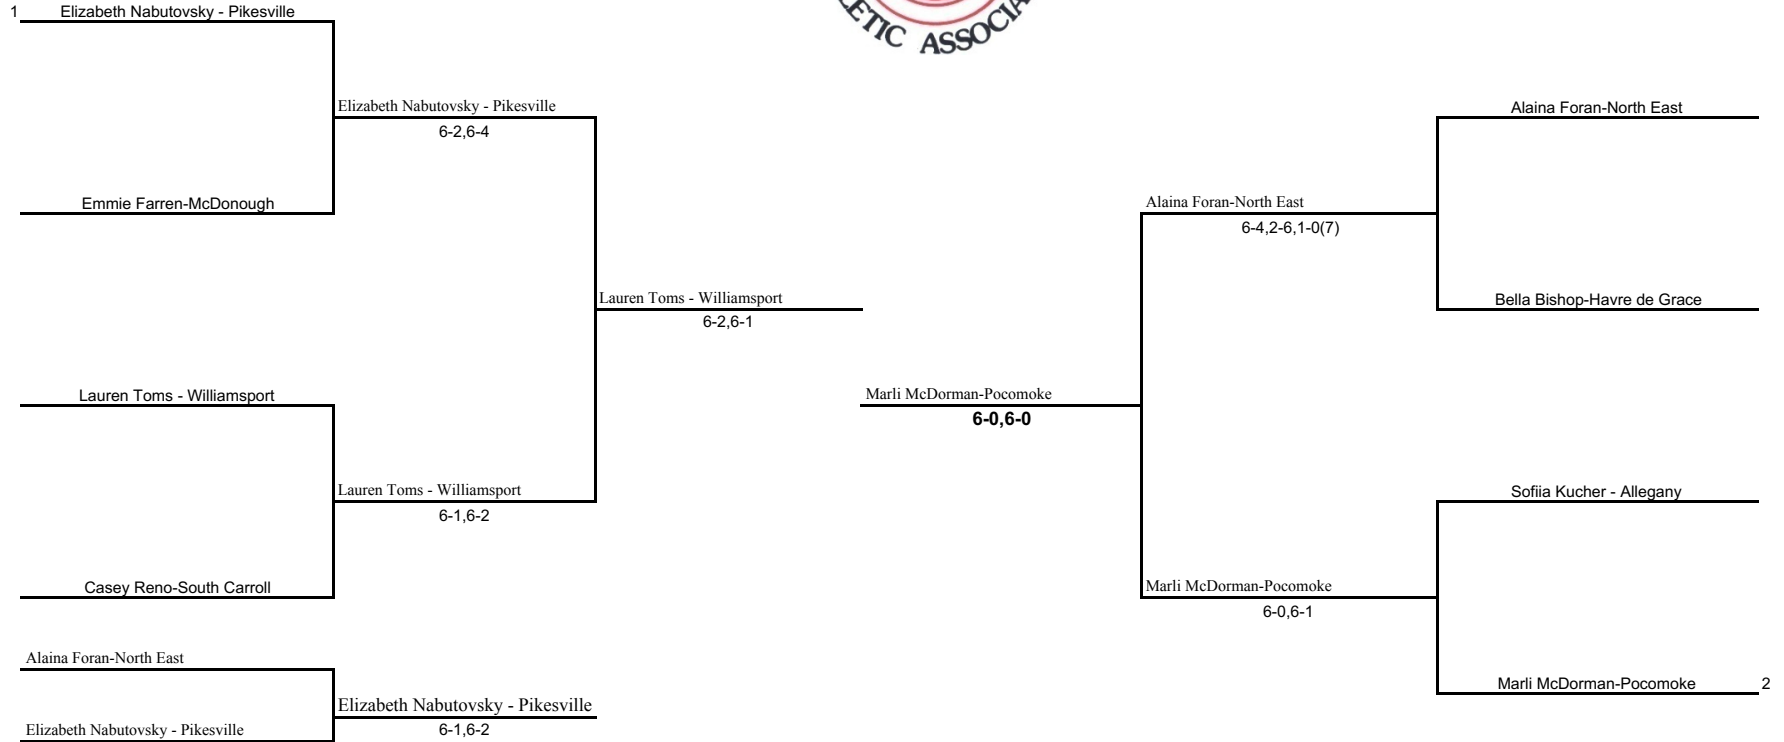 1 Elizabeth Nabutovsky - Pikesville
ETIC ASSOCIA
Elizabeth Nabutovsky - Pikesville
6-2,6-4
Emmie Farren-McDonough
Lauren Toms - Williamsport
6-2,6-1
Lauren Toms - Williamsport
Lauren Toms - Williamsport
6-1,6-2
Casey Reno-South Carroll
Alaina Foran-North East
Elizabeth Nabutovsky - Pikesville
Elizabeth Nabutovsky - Pikesville
6-1,6-2
Marli McDorman-Pocomoke
6-0,6-0
Alaina Foran-North East
Alaina Foran-North East
6-4,2-6,1-0(7)
Bella Bishop-Havre de Grace
Sofiia Kucher - Allegany
Marli McDorman-Pocomoke
6-0,6-1
Marli McDorman-Pocomoke 2